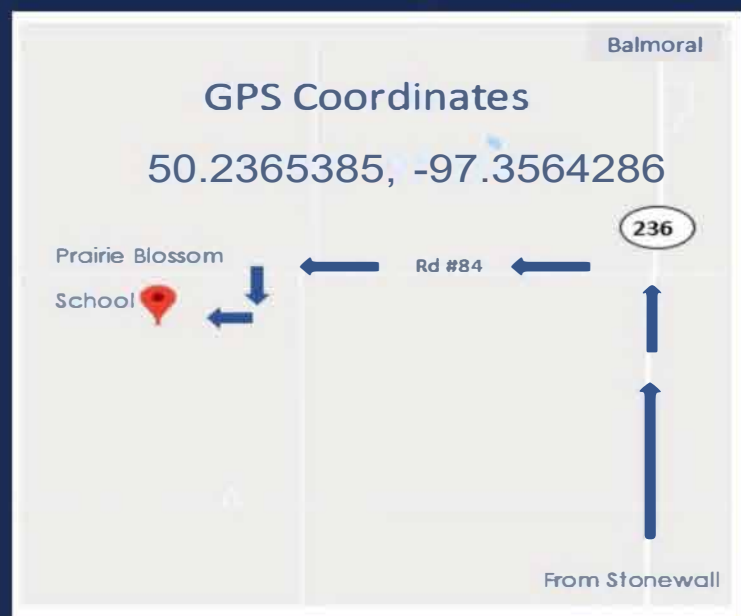 Balmoral
GPS Coordinates
50.2365385, -97.3564286
236
Prairie Blossom
Rd #84
School
From Stonewall